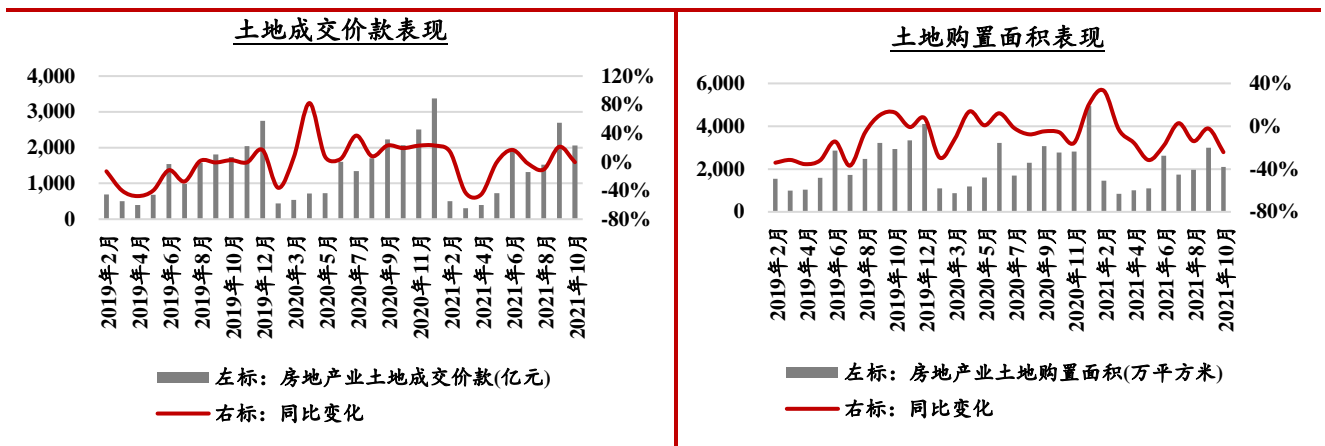 土地成交价款表现
4,000 120%
3,000 80%
40%
2,000 0%
1,000 -40%
0 -80%
2019年2月
2019年4月
2019年6月
2019年8月
2019年10月
2019年12月
2020年3月
2020年5月
2020年7月
2020年9月
2020年11月
2021年2月
2021年4月
2021年6月
2021年8月
2021年10月
左标：房地产业土地成交价款(亿元)
右标：同比变化
土地购置面积表现
6,000 40%
4,000 0%
2,000 -40%
0 -80%
2019年2月
2019年4月
2019年6月
2019年8月
2019年10月
2019年12月
2020年3月
2020年5月
2020年7月
2020年9月
2020年11月
2021年2月
2021年4月
2021年6月
2021年8月
2021年10月
左标：房地产业土地购置面积(万平方米)
右标：同比变化